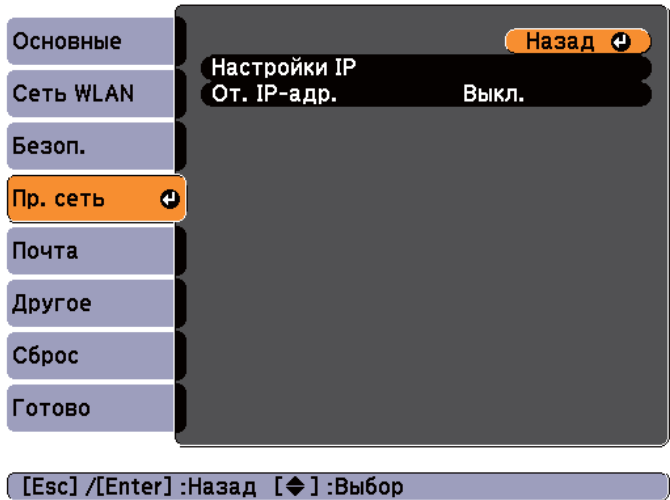 Основные
Сеть WLAN
Безоп.
Пр. сеть
Почта
Другое
Сброс
Готово
Назад
Настройки IP
От. IP-адр. Выкл.
[Esc] /[Enter] :Назад [◆] :Выбор